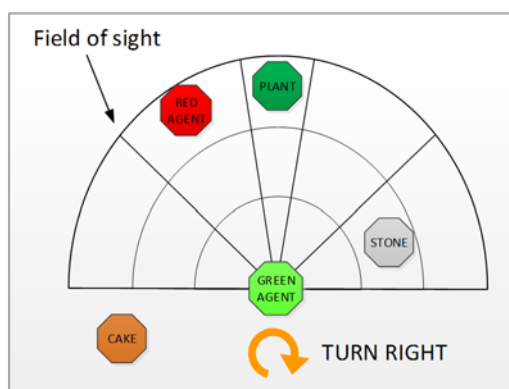 Field of sight
RED
AGENT
PLANT
STONE
GREEN
AGENT
CAKE
TURN RIGHT